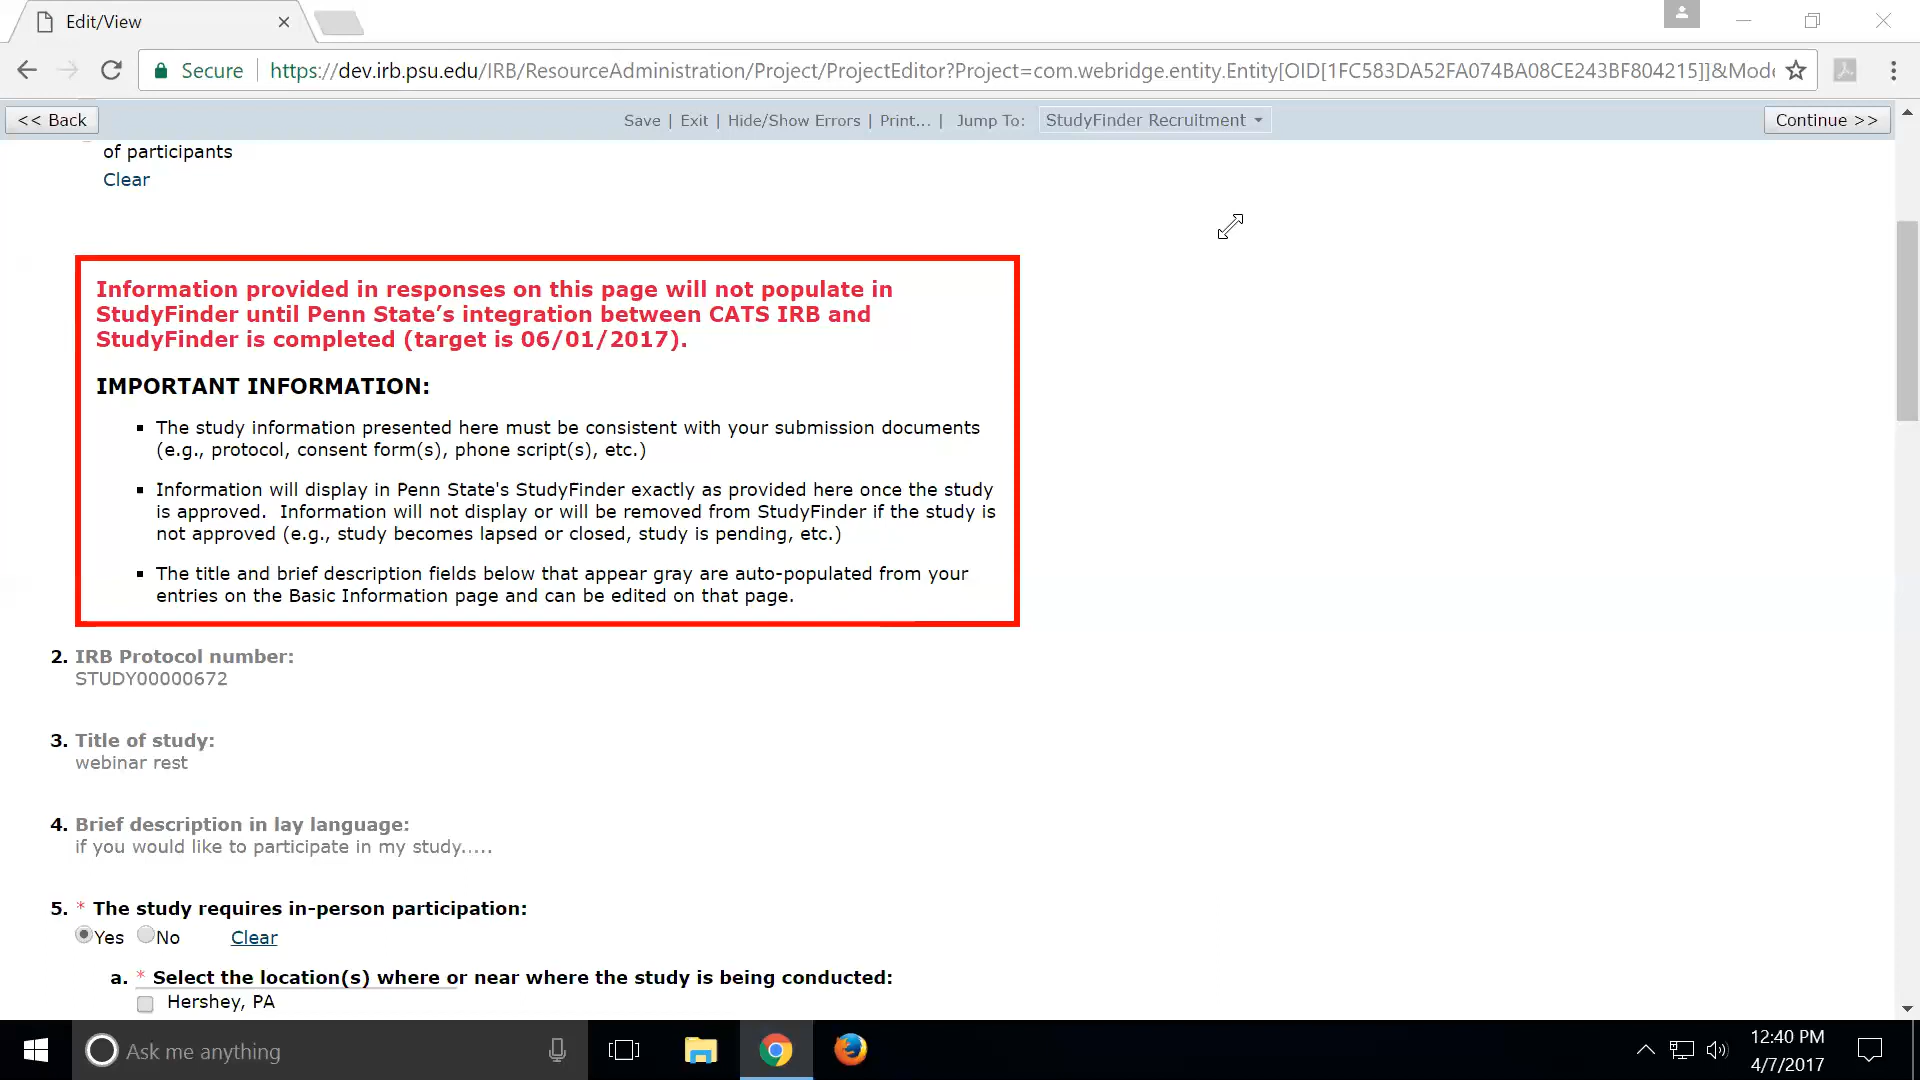 Edit/View
Secure https://dev.irb.psu.edu/IRB/ResourceAdministration/Project/ProjectEditor?Project=com.webridge.entity.Entity[OID[1FC583DA52FA074BA08CE243BF804215]]&Mode
<< Back Save | Exit | Hide/Show Errors | Print... | Jump To: StudyFinder Recruitment Continue >>
of participants
Clear
Information provided in responses on this page will not populate in
StudyFinder until Penn State’s integration between CATS IRB and
StudyFinder is completed (target is 06/01/2017).
IMPORTANT INFORMATION:
▪ The study information presented here must be consistent with your submission documents
(e.g., protocol, consent form(s), phone script(s), etc.)
▪ Information will display in Penn State's StudyFinder exactly as provided here once the study
is approved. Information will not display or will be removed from StudyFinder if the study is
not approved (e.g., study becomes lapsed or closed, study is pending, etc.)
▪ The title and brief description fields below that appear gray are auto-populated from your
entries on the Basic Information page and can be edited on that page.
2. IRB Protocol number:
STUDY00000672
3. Title of study:
webinar rest
4. Brief description in lay language:
if you would like to participate in my study.....
5. * The study requires in-person participation:
Yes No Clear
a. * Select the location(s) where or near where the study is being conducted:
Hershey, PA
Ask me anything
12:40 PM
4/7/2017